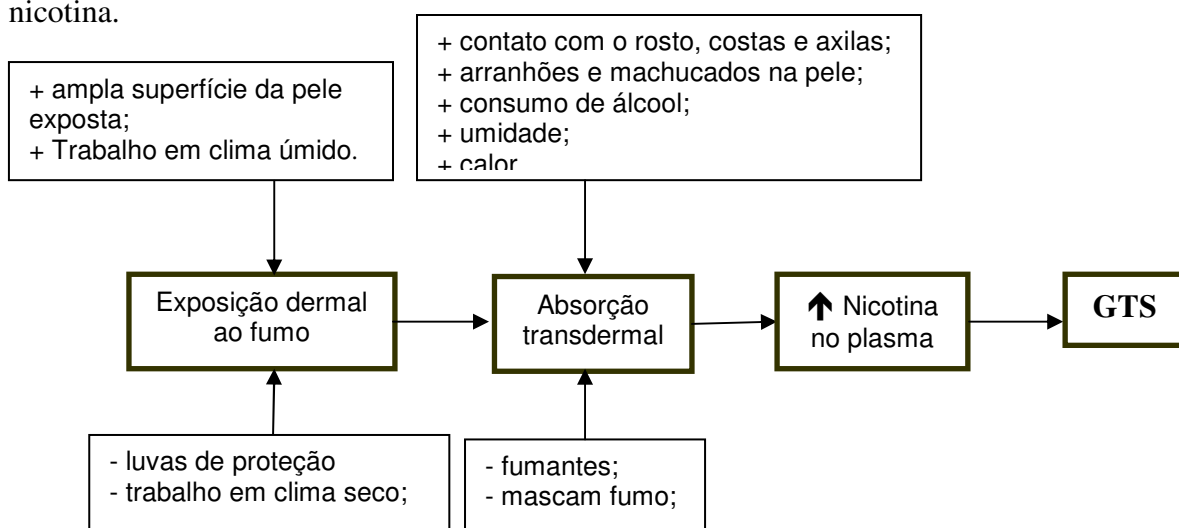 nicotina.
+ ampla superfície da pele
exposta;
+ Trabalho em clima úmido.
+ contato com o rosto, costas e axilas;
+ arranhões e machucados na pele;
+ consumo de álcool;
+ umidade;
+ calor
Exposição dermal
ao fumo
Absorção
transdermal
↑ Nicotina
no plasma
GTS
- luvas de proteção
- trabalho em clima seco;
- fumantes;
- mascam fumo;